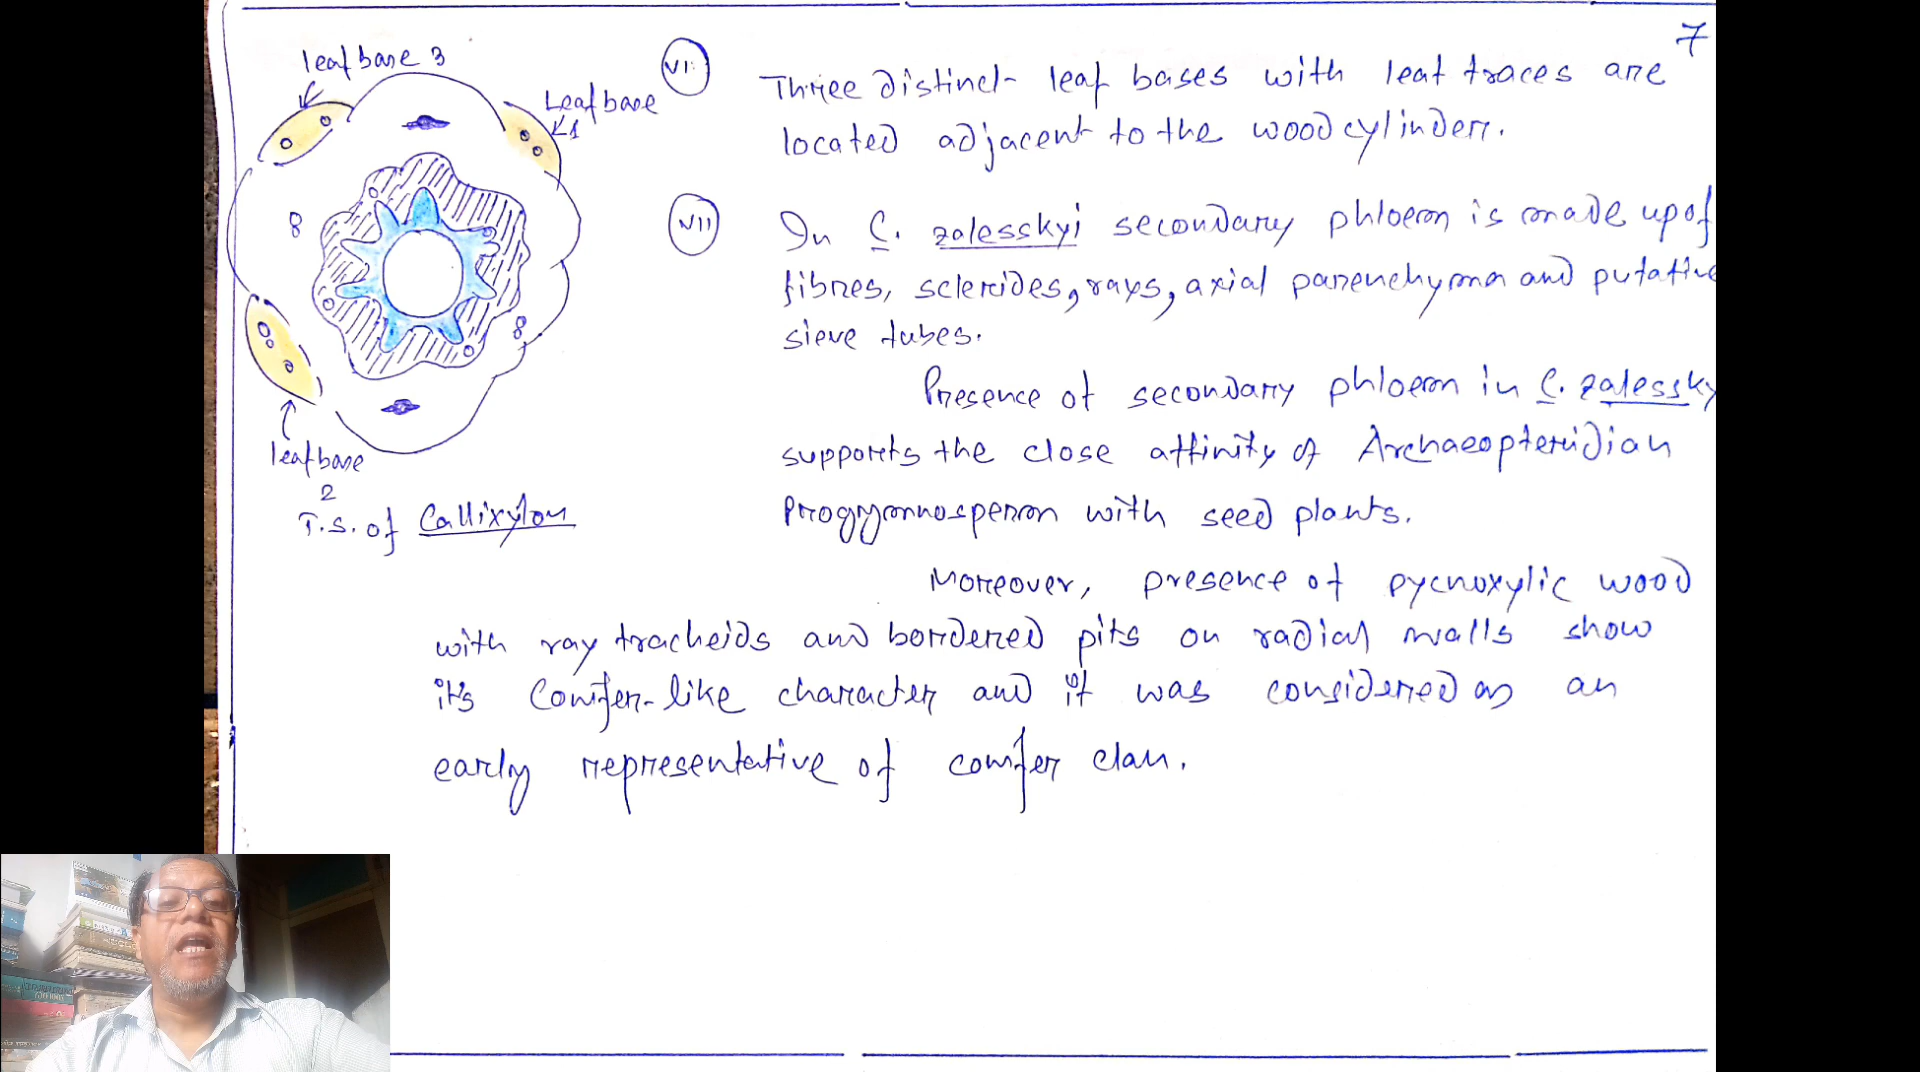 7
leaf base 3
Leaf base
1
leaf base
2
T.S. of Callixylon
VI
Three distinct leaf bases with leaf traces are
located adjacent to the wood cylinder.
VII
In C. zalesskyi secondary phloem is made up of
fibres, sclerides, rays, axial parenchyma and putative
sieve tubes.
Presence of secondary phloem in C. zalessky
supports the close affinity of Archaeopteridian
Progymnosperm with seed plants.
Moreover, presence of pycnoxylic wood
with ray tracheids and bordered pits on radial walls show
it's Conifer-like character and it was considered as an
early representative of conifer clan.